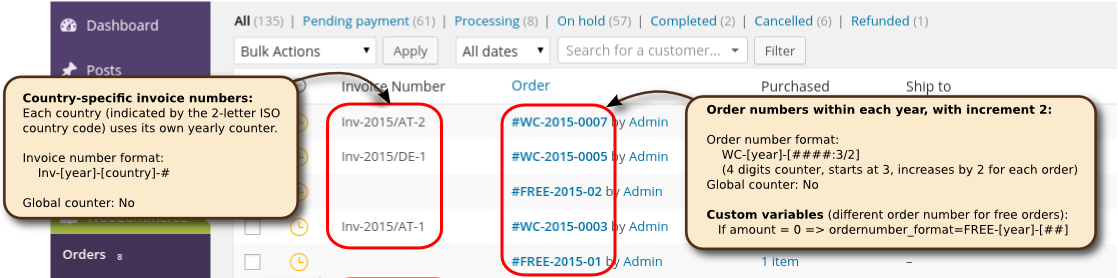 Dashboard
Posts
Orders 8
All (135) | Pending payment (61) | Processing (8) | On hold (57) | Completed (2) | Cancelled (6) | Refunded (1)
Bulk Actions Apply All dates Search for a customer... Filter
Invoice Number Order Purchased Ship to
Inv-2015/AT-2 #WC-2015-0007 by Admin
Inv-2015/DE-1 #WC-2015-0005 by Admin
#FREE-2015-02 by Admin
Inv-2015/AT-1 #WC-2015-0003 by Admin
#FREE-2015-01 by Admin 1 item –
Country-specific invoice numbers:
Each country (indicated by the 2-letter ISO
country code) uses its own yearly counter.
Invoice number format:
Inv-[year]-[country]-#
Global counter: No
Order numbers within each year, with increment 2:
Order number format:
WC-[year]-[####:3/2]
(4 digits counter, starts at 3, increases by 2 for each order)
Global counter: No
Custom variables (different order number for free orders):
If amount = 0 => ordernumber_format=FREE-[year]-[##]